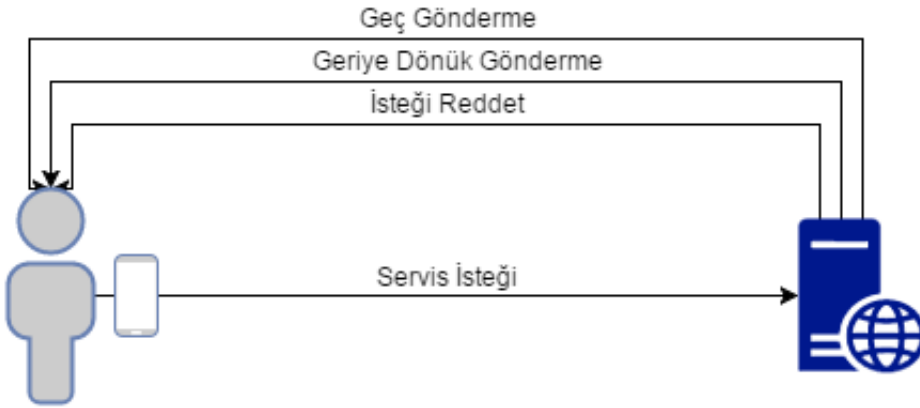 Geç Gönderme
Geriye Dönük Gönderme
İsteği Reddet
Servis İsteği